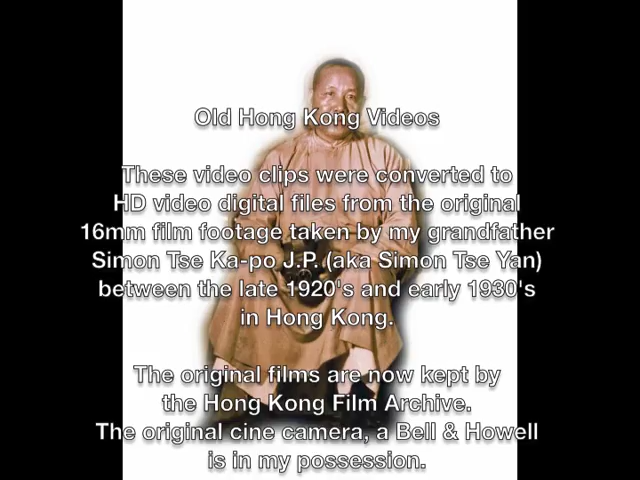 Old Hong Kong Videos
These video clips were converted to
HD video digital files from the original
16mm film footage taken by my grandfather
Simon Tse Ka-po J.P. (aka Simon Tse Yan)
between the late 1920's and early 1930's
in Hong Kong.
The original films are now kept by
the Hong Kong Film Archive.
The original cine camera, a Bell & Howell
is in my possession.